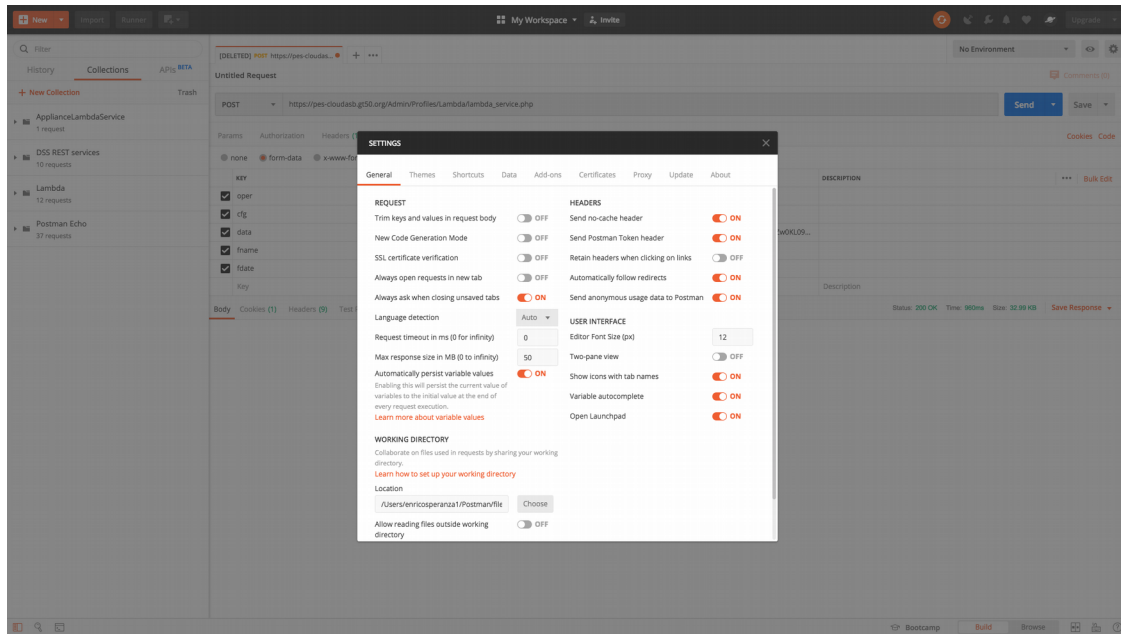 New Import Runner
My Workspace Invite
Upgrade
Filter
History Collections APIs BETA
+ New Collection Trash
ApplianceLambdaService
1 request
DSS REST services
10 requests
Lambda
12 requests
Postman Echo
37 requests
[DELETED] POST https://pes-cloudas...
No Environment
Untitled Request
Comments (0)
POST https://pes-cloudasb.gt50.org/Admin/Profiles/Lambda/lambda_service.php
Send Save
Params Authorization Headers (
Cookies Code
none form-data x-www-for
KEY DESCRIPTION Bulk Edit
oper
cfg
data
fname
fdate
Key Description
Body Cookies (1) Headers (9) Test
Status: 200 OK Time: 980ms Size: 32.99 KB Save Response
SETTINGS
General Themes Shortcuts Data Add-ons Certificates Proxy Update About
REQUEST
Trim keys and values in request body OFF
New Code Generation Mode OFF
SSL certificate verification OFF
Always open requests in new tab OFF
Always ask when closing unsaved tabs ON
Language detection Auto
Request timeout in ms (0 for infinity) 0
Max response size in MB (0 to infinity) 50
Automatically persist variable values ON
Enabling this will persist the current value of
variables to the initial value at the end of
every request execution.
Learn more about variable values
WORKING DIRECTORY
Collaborate on files used in requests by sharing your working
directory.
Learn how to set up your working directory
Location
/Users/enricosperanza1/Postman/file Choose
Allow reading files outside working OFF
directory
HEADERS
Send no-cache header ON
Send Postman Token header ON
Retain headers when clicking on links OFF
Automatically follow redirects ON
Send anonymous usage data to Postman ON
USER INTERFACE
Editor Font Size (px) 12
Two-pane view OFF
Show icons with tab names ON
Variable autocomplete ON
Open Launchpad ON
Bootcamp Build Browse